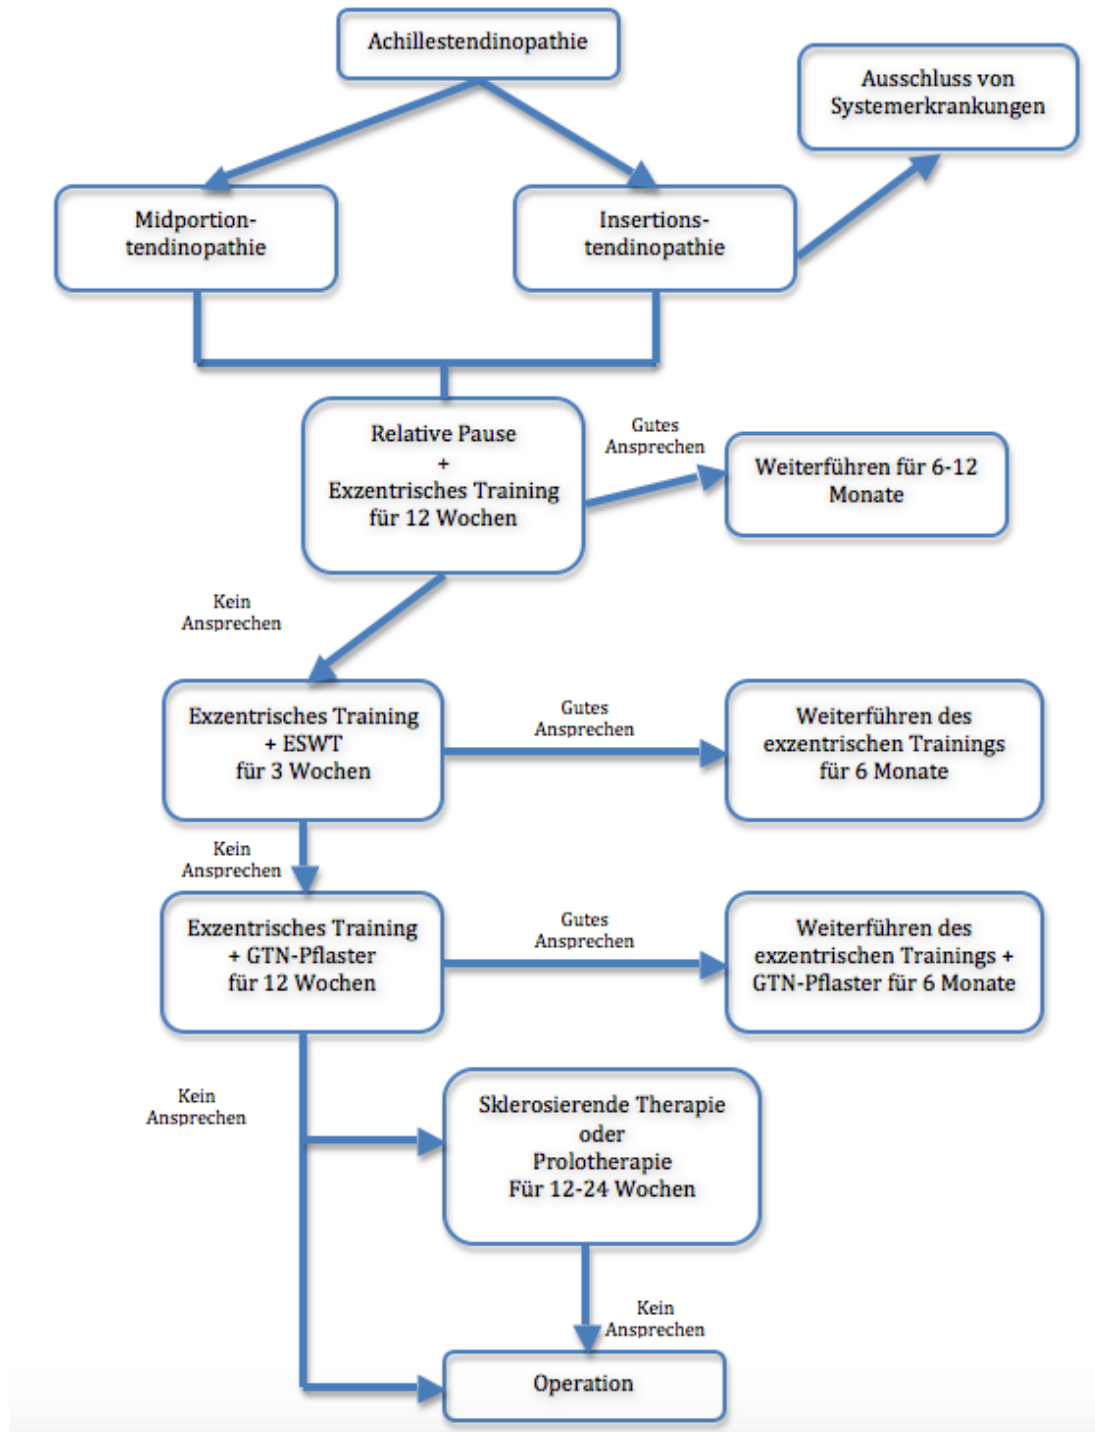 Achillestendinopathie
Ausschluss von
Systemerkrankungen
Midportion-
tendinopathie
Insertions-
tendinopathie
Relative Pause
+
Exzentrisches Training
für 12 Wochen
Gutes
Ansprechen
Weiterführen für 6-12
Monate
Kein
Ansprechen
Exzentrisches Training
+ ESWT
für 3 Wochen
Gutes
Ansprechen
Weiterführen des
exzentrischen Trainings
für 6 Monate
Kein
Ansprechen
Exzentrisches Training
+ GTN-Pflaster
für 12 Wochen
Gutes
Ansprechen
Weiterführen des
exzentrischen Trainings +
GTN-Pflaster für 6 Monate
Kein
Ansprechen
Sklerosierende Therapie
oder
Prolotherapie
Für 12-24 Wochen
Kein
Ansprechen
Operation